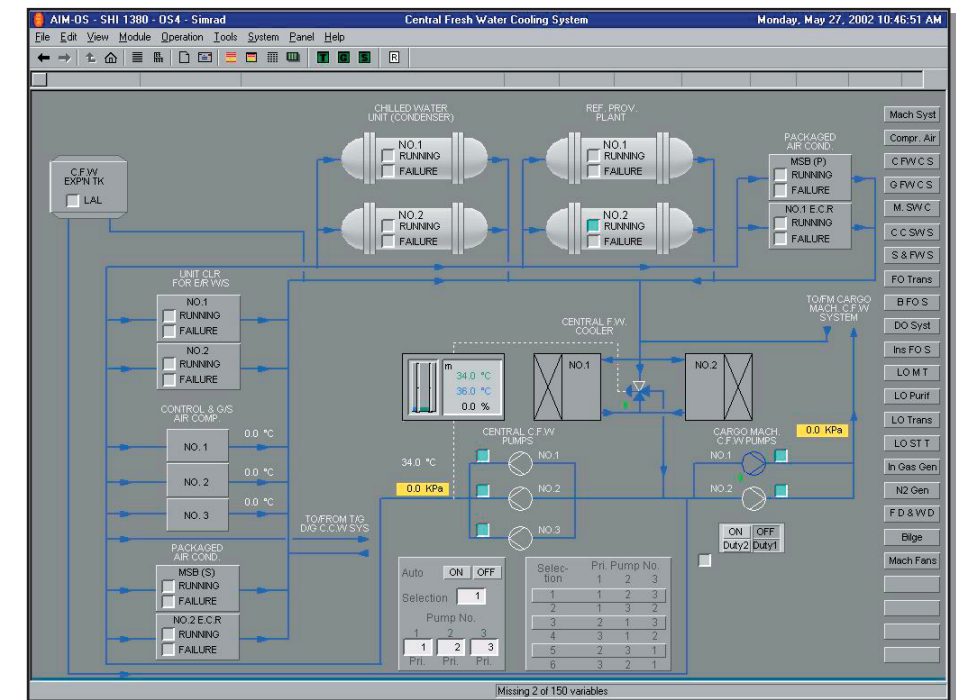 AIM-OS - SHI 1380 - OS4 - Simrad
Central Fresh Water Cooling System
Monday, May 27, 2002 10:46:51 AM
File Edit View Module Operation Tools System Panel Help
T G S R
CHILLED WATER
UNIT (CONDENSER)
NO.1
RUNNING
FAILURE
NO.2
RUNNING
FAILURE
REF. PROV.
PLANT
NO.1
RUNNING
FAILURE
NO.2
RUNNING
FAILURE
PACKAGED
AIR COND.
MSB (P)
RUNNING
FAILURE
NO.1 E.C.R
RUNNING
FAILURE
C.F.W
EXP'N TK
LAL
UNIT CLR
FOR E/R W/S
NO.1
RUNNING
FAILURE
NO.2
RUNNING
FAILURE
CONTROL & G/S
AIR COMP.
NO. 1
0.0 °C
NO. 2
0.0 °C
NO. 3
0.0 °C
TO/FROM T/G
D/G C.C.W SYS
PACKAGED
AIR COND.
MSB (S)
RUNNING
FAILURE
NO.2 E.C.R
RUNNING
FAILURE
CENTRAL F.W.
COOLER
m
34.0 °C
36.0 °C
0.0 %
NO.1
NO.2
TO/FM CARGO
MACH. C.F.W
SYSTEM
CENTRAL C.F.W
PUMPS
NO.1
NO.2
NO.3
34.0 °C
0.0 KPa
CARGO MACH.
C.F.W PUMPS
NO.1
NO.2
0.0 KPa
ON OFF
Duty2 Duty1
Auto ON OFF
Selection 1
Pump No.
1 2 3
1 2 3
Pri. Pri. Pri.
Selec- Pri. Pump No.
tion 1 2 3
1 1 2 3
2 1 3 2
3 2 1 3
4 3 1 2
5 2 3 1
6 3 2 1
Mach Syst
Compr. Air
C FW C S
G FW C S
M. SW C
C C SW S
S & FW S
FO Trans
B FO S
DO Syst
Ins FO S
LO M T
LO Purif
LO Trans
LO ST T
In Gas Gen
N2 Gen
F D & W D
Bilge
Mach Fans
Missing 2 of 150 variables